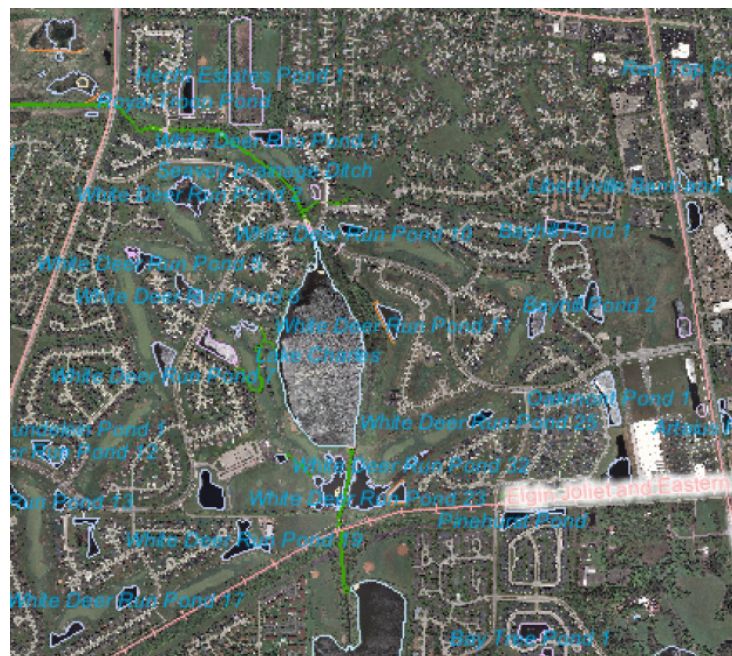 Hecht Estates Pond 1
Red Top Po
Royal Troon Pond
White Deer Run Pond 1
Seavey Drainage Ditch
White Deer Run Pond 2
Libertyville Bank and
White Deer Run Pond 10
Bayhill Pond 1
White Deer Run Pond
White Deer Run Pond
Bayhill Pond 2
White Deer Run Pond 11
Lake Charles
White Deer Run Pond 7
Oakmont Pond 1
White Deer Run Pond 25
Pond 1
er Run Pond 12
White Deer Run Pond 32
Elgin Joliet and Eastern
Run Pond 13
White Deer Run Pond 23
Pinehurst Pond
White Deer Run Pond 19
White Deer Run Pond 17
Bay Tree Pond 1